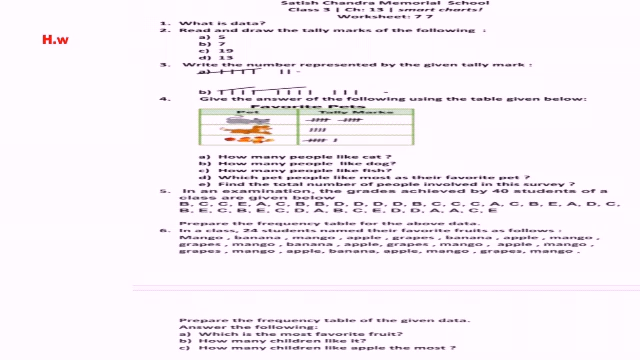 Satish Chandra Memorial School
Class 3 | Ch: 13 | smart charts!
Worksheet: 7 7
H.w
1. What is data?
2. Read and draw the tally marks of the following :
a) 5
b) 7
c) 19
d) 13
3. Write the number represented by the given tally mark :
a)
b)
4. Give the answer of the following using the table given below:
Favorite Pets
Pet Tally Marks
a) How many people like cat ?
b) How many people like dog?
c) How many people like fish?
d) Which pet people like most as their favorite pet ?
e) Find the total number of people involved in this survey ?
5. In an examination, the grades achieved by 40 students of a
class are given below
B, C, C, E, A, C, B, B, D, D, D, D, B, C, C, C, A, C, B, E, A, D, C,
B, E, C, B, E, C, D, A, B, C, E, D, D, A, A, C, E
Prepare the frequency table for the above data.
6. In a class, 24 students named their favorite fruits as follows :
Mango , banana , mango , apple , grapes , banana , apple , mango ,
grapes , mango , banana , apple, grapes , mango , apple , mango ,
grapes , mango , apple, banana, apple, mango , grapes, mango .
Prepare the frequency table of the given data.
Answer the following:
a) Which is the most favorite fruit?
b) How many children like it?
c) How many children like apple the most ?